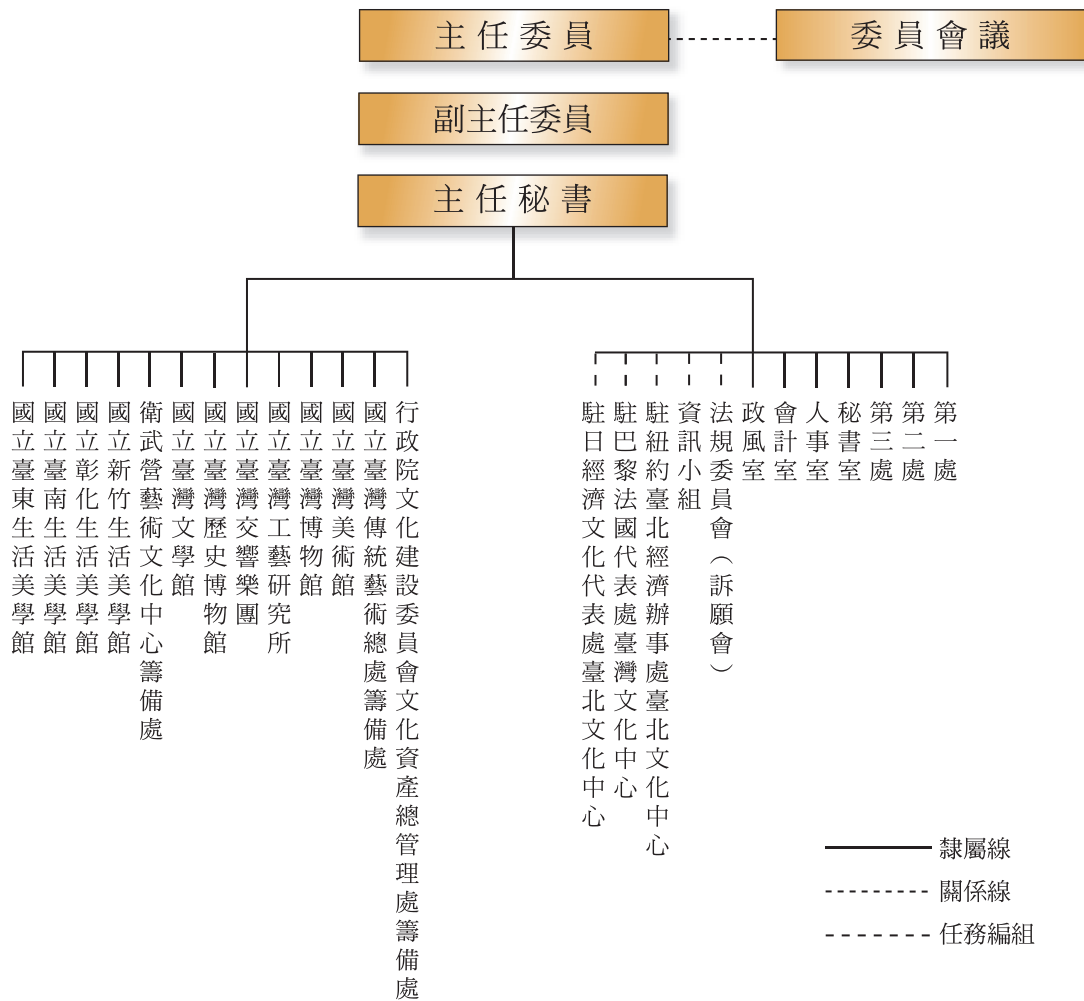 主任委員
委員會議
副主任委員
主任秘書
國立臺東生活美學館
國立臺南生活美學館
國立彰化生活美學館
國立新竹生活美學館
衛武營藝術文化中心籌備處
國立臺灣文學館
國立臺灣歷史博物館
國立臺灣交響樂團
國立臺灣工藝研究所
國立臺灣博物館
國立臺灣美術館
國立臺灣傳統藝術總處籌備處
行政院文化建設委員會文化資產總管理處籌備處
駐日經濟文化代表處臺北文化中心
駐巴黎法國代表處臺灣文化中心
駐紐約臺北經濟辦事處臺北文化中心
資訊小組
法規委員會（訴願會）
政風室
會計室
人事室
秘書室
第三處
第二處
第一處
隸屬線
關係線
任務編組